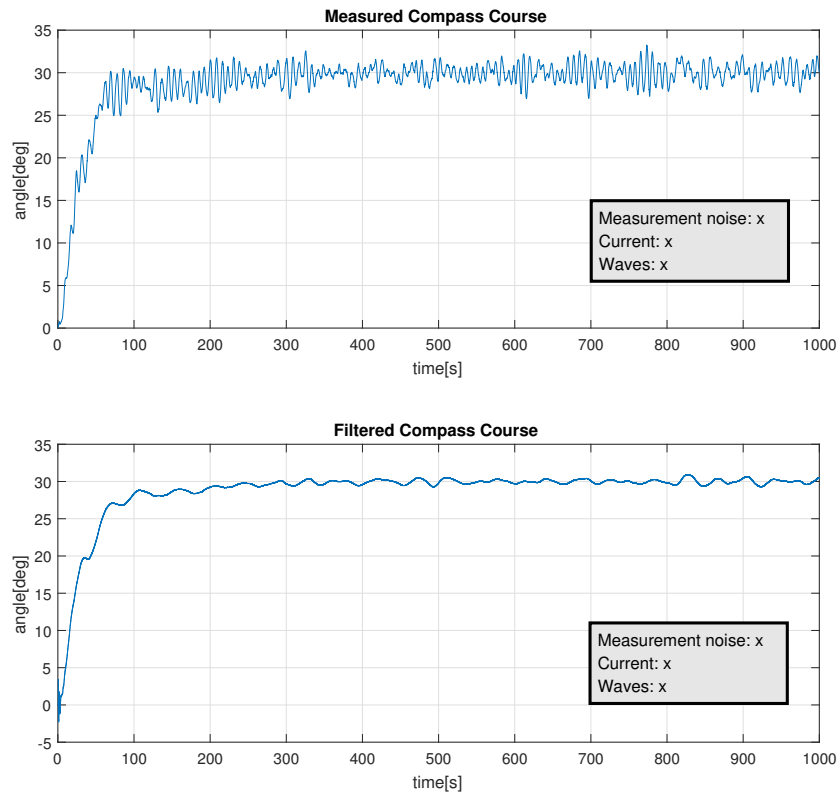 Measured Compass Course
35
30
25
20
15
10
5
0
angle[deg]
Measurement noise: x
Current: x
Waves: x
0 100 200 300 400 500 600 700 800 900 1000
time[s]
Filtered Compass Course
35
30
25
20
15
10
5
0
-5
angle[deg]
Measurement noise: x
Current: x
Waves: x
0 100 200 300 400 500 600 700 800 900 1000
time[s]